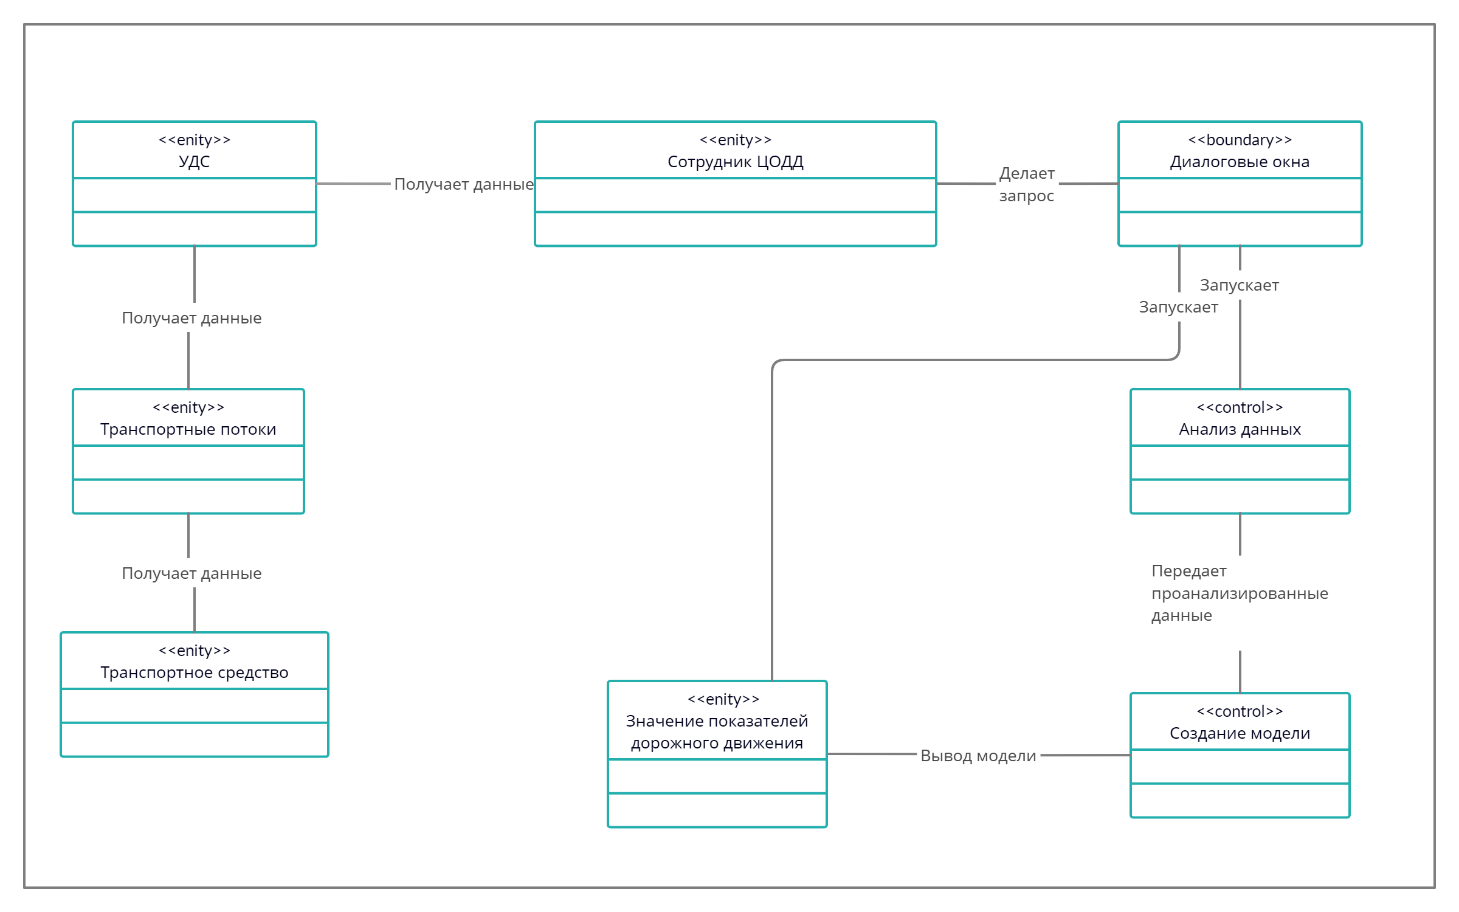 <<enity>>
УДС
Получает данные
<<enity>>
Сотрудник ЦОДД
Делает
запрос
<<boundary>>
Диалоговые окна
Запускает
Запускает
Получает данные
<<enity>>
Транспортные потоки
<<control>>
Анализ данных
Получает данные
Передает
проанализированные
данные
<<enity>>
Транспортное средство
<<enity>>
Значение показателей
дорожного движения
Вывод модели
<<control>>
Создание модели